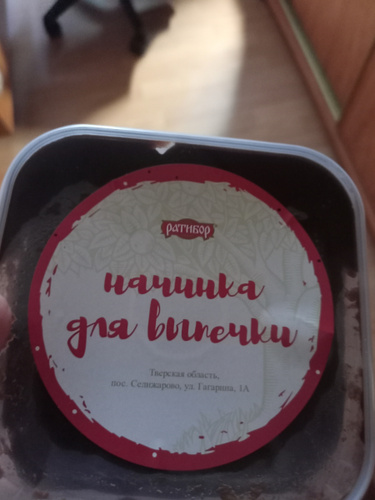 РАТИБОР
начинка
для выпечки
Тверская область,
пос. Селижарово, ул. Гагарина, 1А